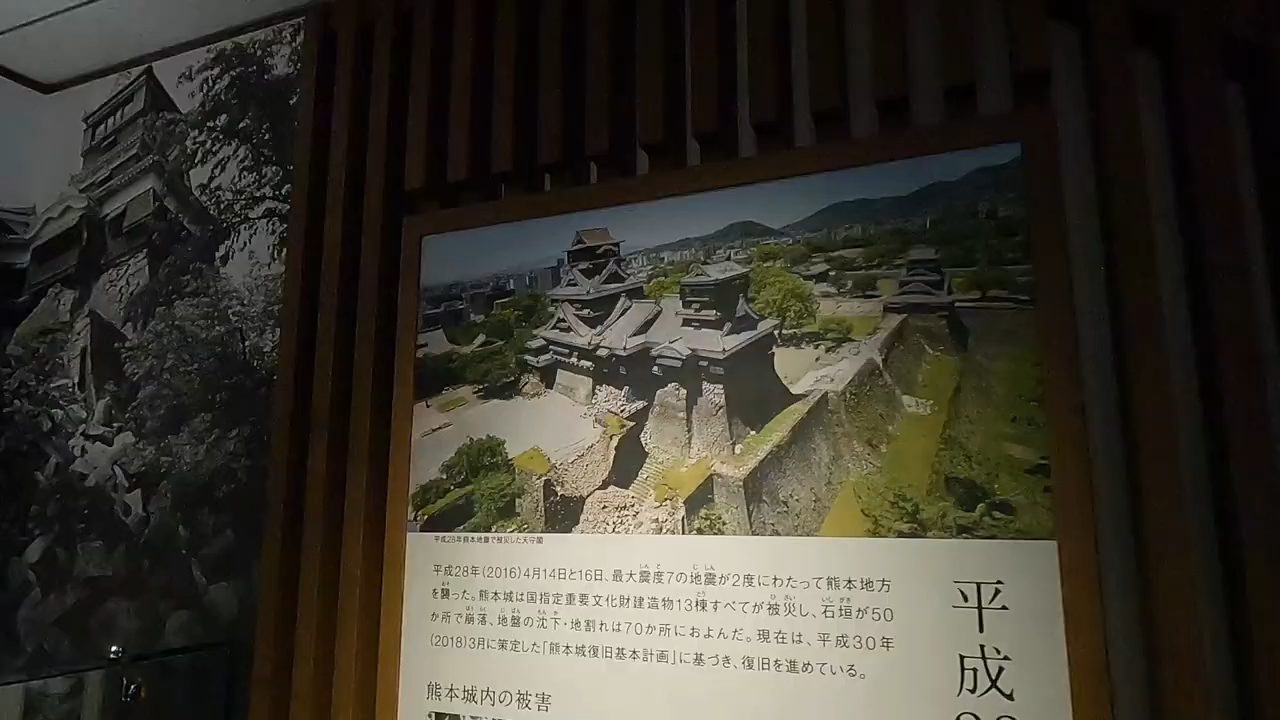 平成28年熊本地震で被災した天守閣
平成28年(2016)4月14日と16日、最大震度7の地震が2度にわたって熊本地方
を襲った。熊本城は国指定重要文化財建造物13棟すべてが被災し、石垣が50
か所で崩落、地盤の沈下・地割れは70か所におよんだ。現在は、平成30年
(2018)3月に策定した「熊本城復旧基本計画」に基づき、復旧を進めている。
熊本城内の被害
平成